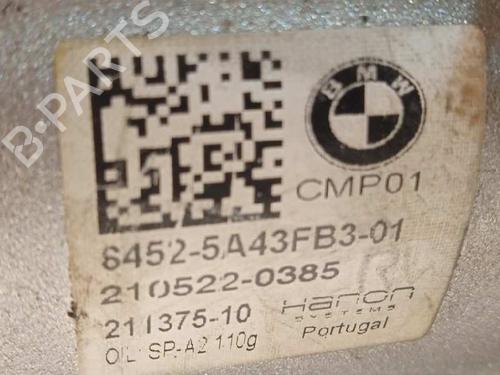 B-PARTS
BMW
CMP01
6452-5A43FB3-01
210522-0385
211375-10
Hanon
SYSTEMS
OIL: SP-A2 110g
Portugal